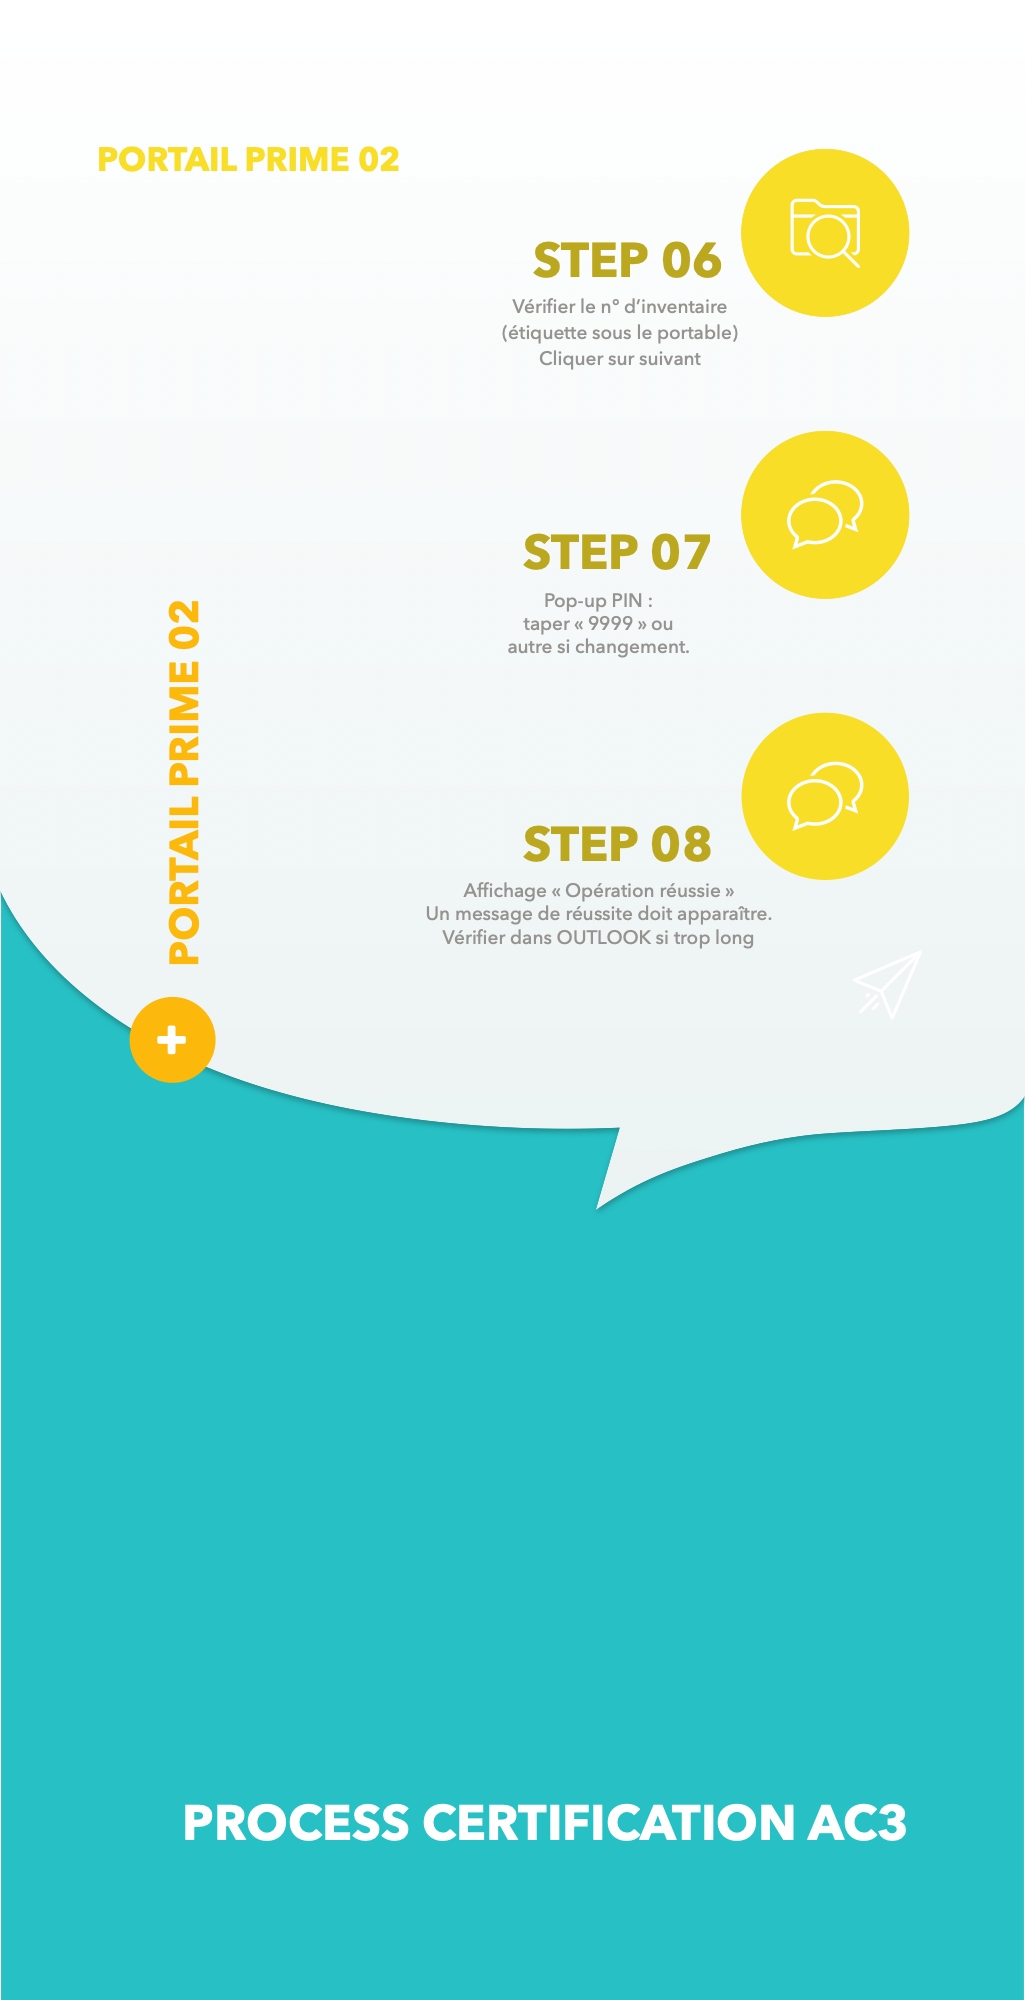 PORTAIL PRIME 02
STEP 06
Vérifier le n° d’inventaire
(étiquette sous le portable)
Cliquer sur suivant
STEP 07
Pop-up PIN :
taper « 9999 » ou
autre si changement.
STEP 08
Affichage « Opération réussie »
Un message de réussite doit apparaître.
Vérifier dans OUTLOOK si trop long
PORTAIL PRIME 02
PROCESS CERTIFICATION AC3